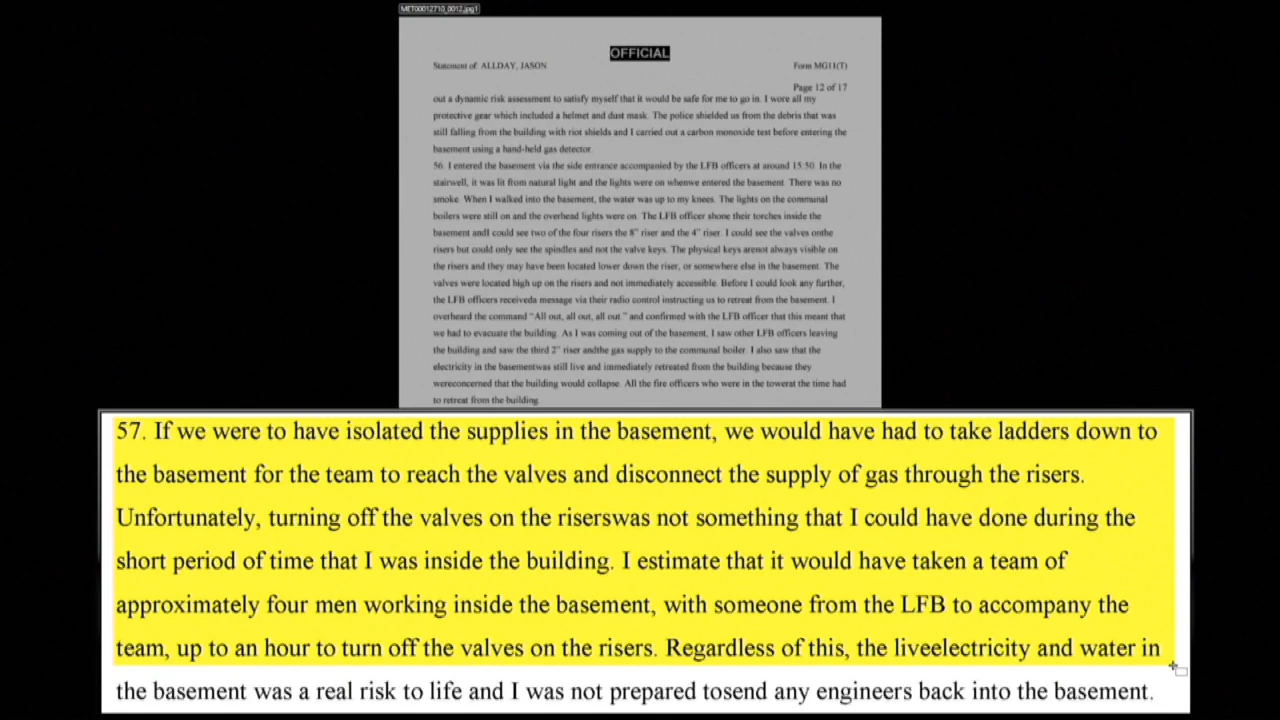 MET00012710_0012.jpg1
OFFICIAL
Statement of: ALLDAY, JASON
Form MG11(T)
Page 12 of 17
out a dynamic risk assessment to satisfy myself that it would be safe for me to go in. I wore all my
protective gear which included a helmet and dust mask. The police shielded us from the debris that was
still falling from the building with riot shields and I carried out a carbon monoxide test before entering the
basement using a hand-held gas detector.
56. I entered the basement via the side entrance accompanied by the LFB officers at around 15:50. In the
stairwell, it was lit from natural light and the lights were on whenwe entered the basement. There was no
smoke. When I walked into the basement, the water was up to my knees. The lights on the communal
boilers were still on and the overhead lights were on. The LFB officer shone their torches inside the
basement andI could see two of the four risers the 8" riser and the 4" riser. I could see the valves onthe
risers but could only see the spindles and not the valve keys. The physical keys arenot always visible on
the risers and they may have been located lower down the riser, or somewhere else in the basement. The
valves were located high up on the risers and not immediately accessible. Before I could look any further,
the LFB officers receiveda message via their radio control instructing us to retreat from the basement. I
overheard the command "All out, all out, all out." and confirmed with the LFB officer that this meant that
we had to evacuate the building. As I was coming out of the basement, I saw other LFB officers leaving
the building and saw the third 2" riser andthe gas supply to the communal boiler. I also saw that the
electricity in the basementwas still live and immediately retreated from the building because they
wereconcerned that the building would collapse. All the fire officers who were in the towerat the time had
to retreat from the building.
57. If we were to have isolated the supplies in the basement, we would have had to take ladders down to
the basement for the team to reach the valves and disconnect the supply of gas through the risers.
Unfortunately, turning off the valves on the riserswas not something that I could have done during the
short period of time that I was inside the building. I estimate that it would have taken a team of
approximately four men working inside the basement, with someone from the LFB to accompany the
team, up to an hour to turn off the valves on the risers. Regardless of this, the liveelectricity and water in
the basement was a real risk to life and I was not prepared tosend any engineers back into the basement.